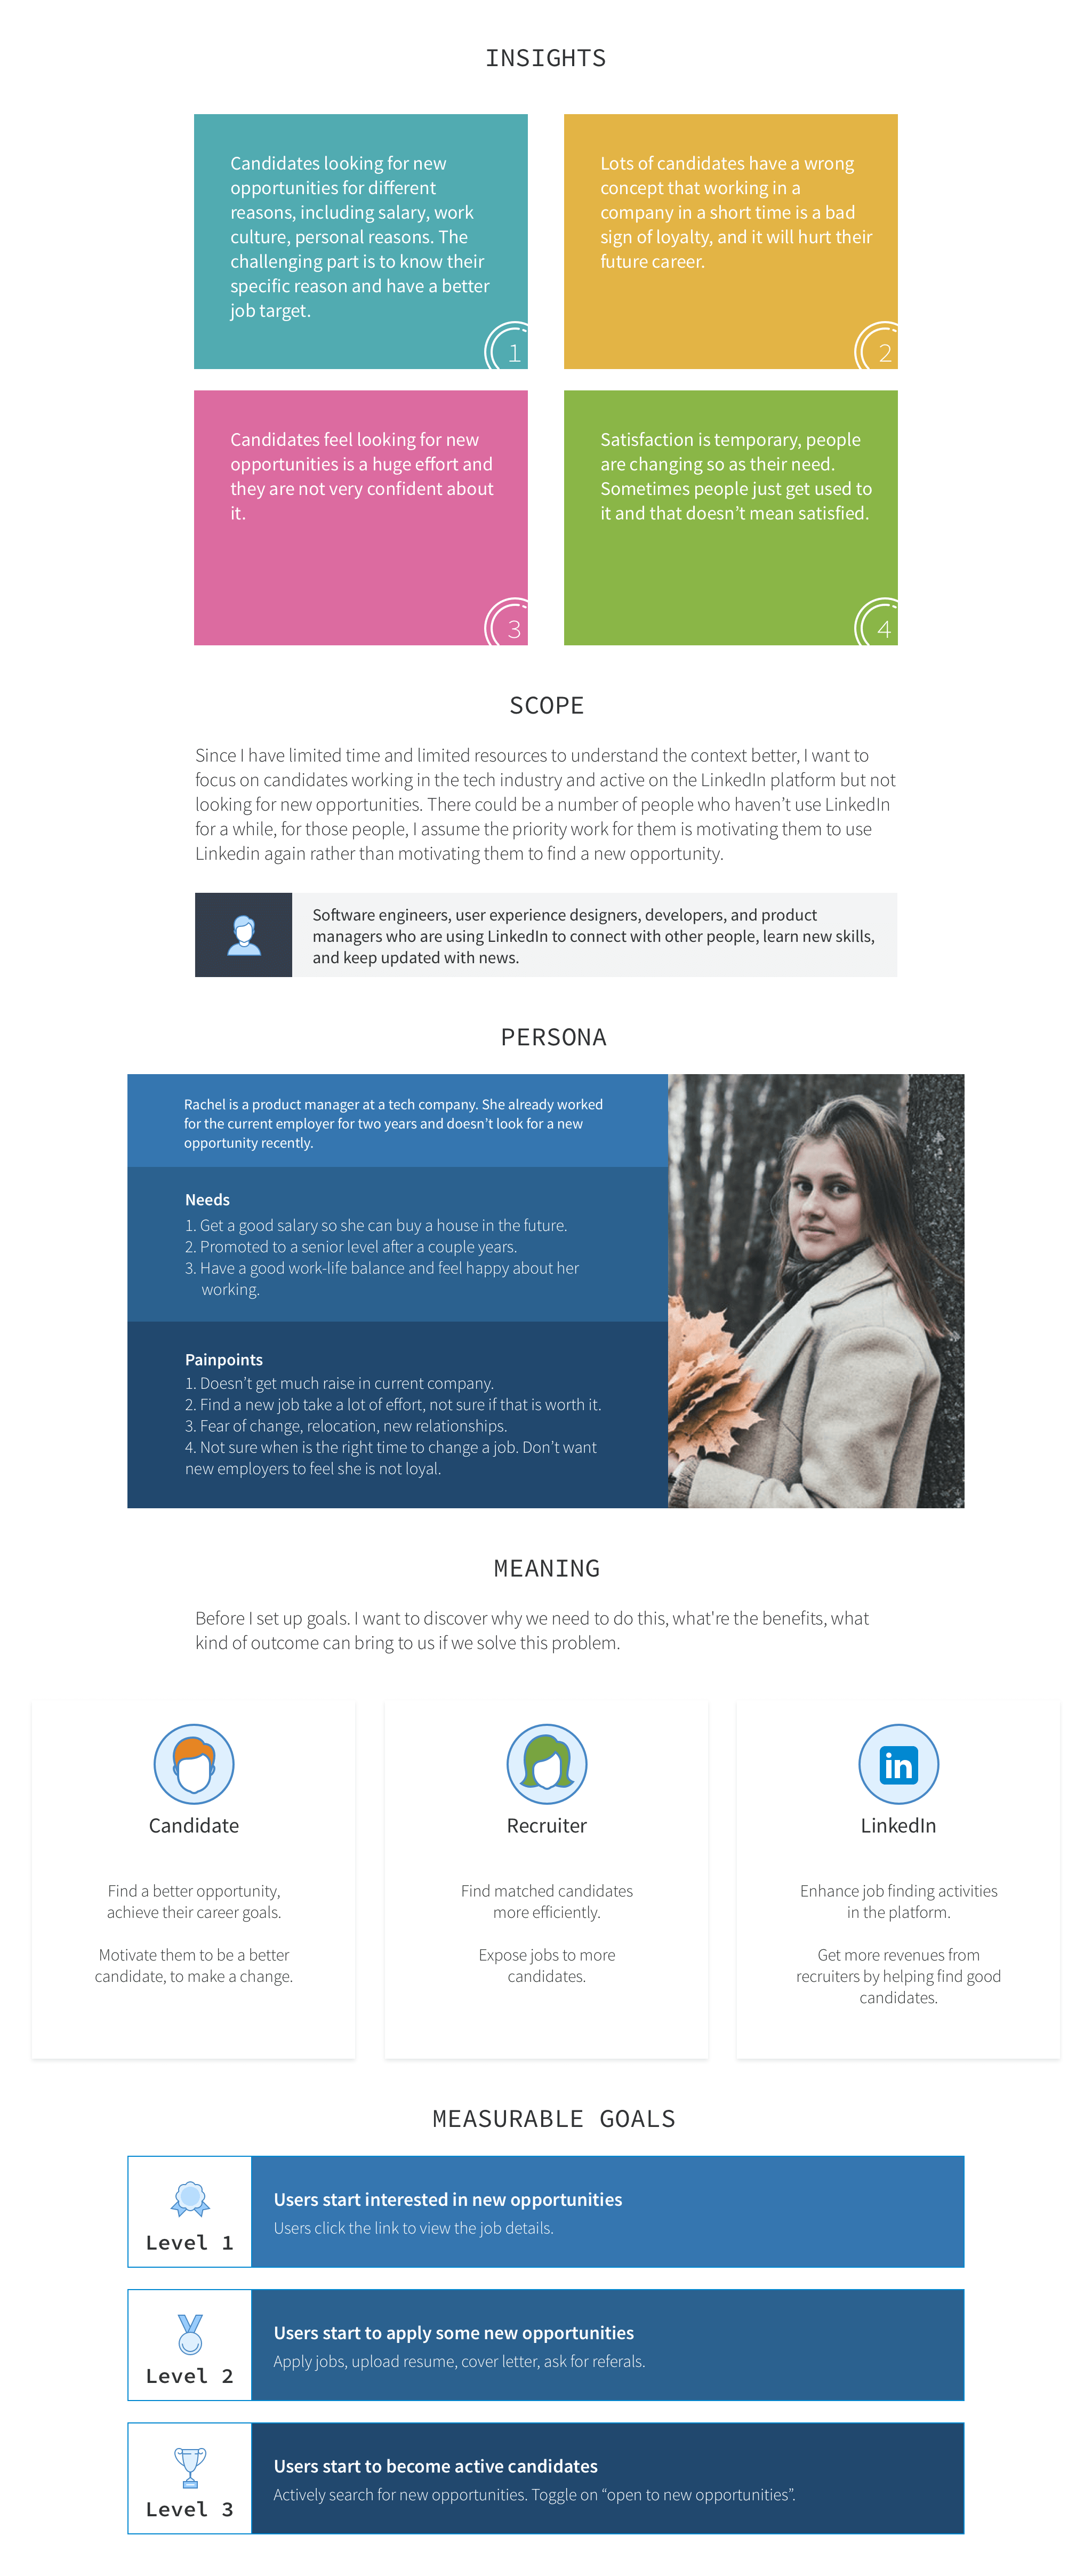 INSIGHTS
Candidates looking for new
opportunities for different
reasons, including salary, work
culture, personal reasons. The
challenging part is to know their
specific reason and have a better
job target.
1
Lots of candidates have a wrong
concept that working in a
company in a short time is a bad
sign of loyalty, and it will hurt their
future career.
2
Candidates feel looking for new
opportunities is a huge effort and
they are not very confident about
it.
3
Satisfaction is temporary, people
are changing so as their need.
Sometimes people just get used to
it and that doesn’t mean satisfied.
4
SCOPE
Since I have limited time and limited resources to understand the context better, I want to
focus on candidates working in the tech industry and active on the LinkedIn platform but not
looking for new opportunities. There could be a number of people who haven’t use LinkedIn
for a while, for those people, I assume the priority work for them is motivating them to use
Linkedin again rather than motivating them to find a new opportunity.
Software engineers, user experience designers, developers, and product
managers who are using LinkedIn to connect with other people, learn new skills,
and keep updated with news.
PERSONA
Rachel is a product manager at a tech company. She already worked
for the current employer for two years and doesn’t look for a new
opportunity recently.
Needs
1. Get a good salary so she can buy a house in the future.
2. Promoted to a senior level after a couple years.
3. Have a good work-life balance and feel happy about her
working.
Painpoints
1. Doesn’t get much raise in current company.
2. Find a new job take a lot of effort, not sure if that is worth it.
3. Fear of change, relocation, new relationships.
4. Not sure when is the right time to change a job. Don’t want
new employers to feel she is not loyal.
MEANING
Before I set up goals. I want to discover why we need to do this, what's the benefits, what
kind of outcome can bring to us if we solve this problem.
Candidate
Find a better opportunity,
achieve their career goals.
Motivate them to be a better
candidate, to make a change.
Recruiter
Find matched candidates
more efficiently.
Expose jobs to more
candidates.
in
LinkedIn
Enhance job finding activities
in the platform.
Get more revenues from
recruiters by helping find good
candidates.
MEASURABLE GOALS
Level 1
Users start interested in new opportunities
Users click the link to view the job details.
Level 2
Users start to apply some new opportunities
Apply jobs, upload resume, cover letter, ask for referals.
Level 3
Users start to become active candidates
Actively search for new opportunities. Toggle on “open to new opportunities”.